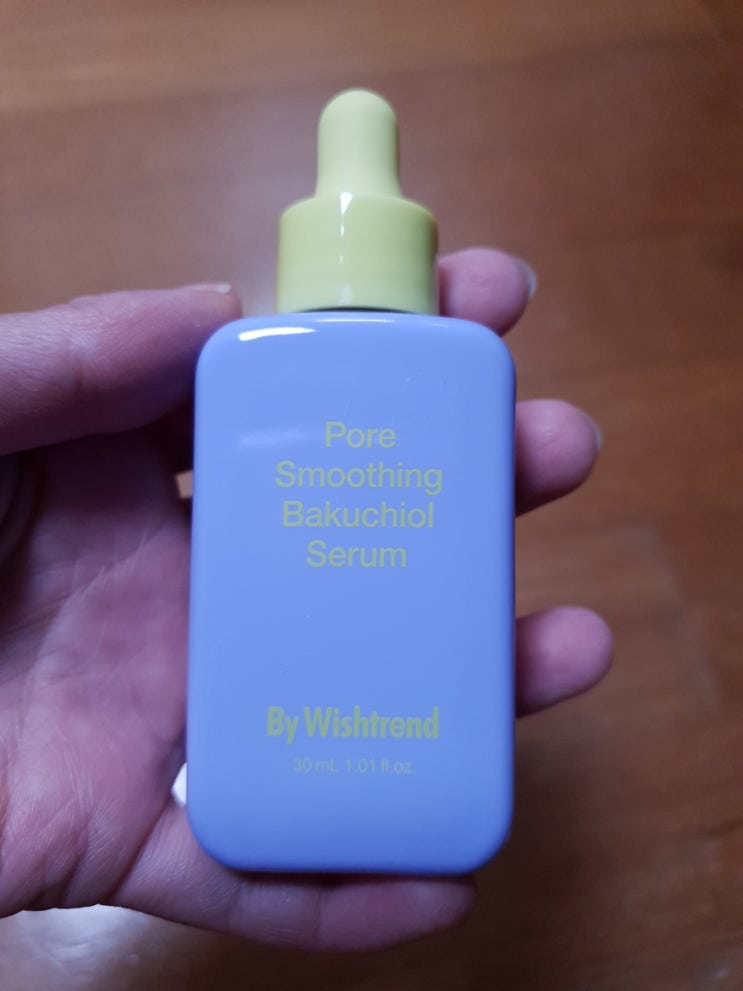 Pore
Smoothing
Bakuchiol
Serum
By Wishtrend
30 mL 1.01 fl.oz.